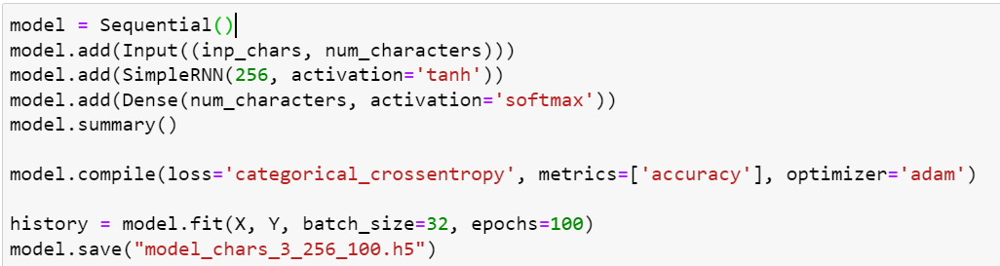 model = Sequential()
model.add(Input((inp_chars, num_characters)))
model.add(SimpleRNN(256, activation='tanh'))
model.add(Dense(num_characters, activation='softmax'))
model.summary()
model.compile(loss='categorical_crossentropy', metrics=['accuracy'], optimizer='adam')
history = model.fit(X, Y, batch_size=32, epochs=100)
model.save("model_chars_3_256_100.h5")